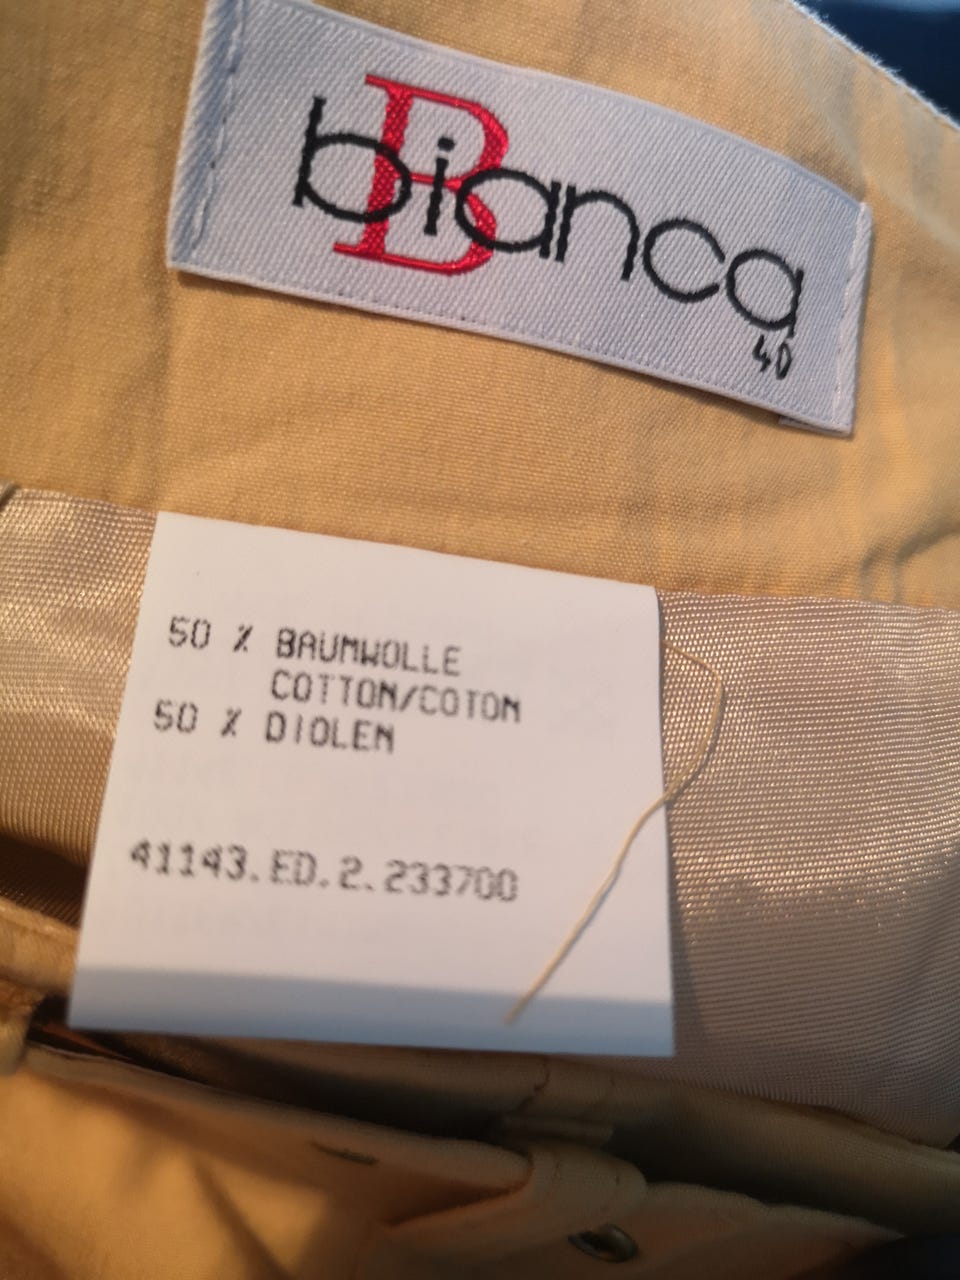 B
bianca
40
50 % BAUMWOLLE
COTTON/COTON
50 % DIOLEN
41143.ED.2.233700